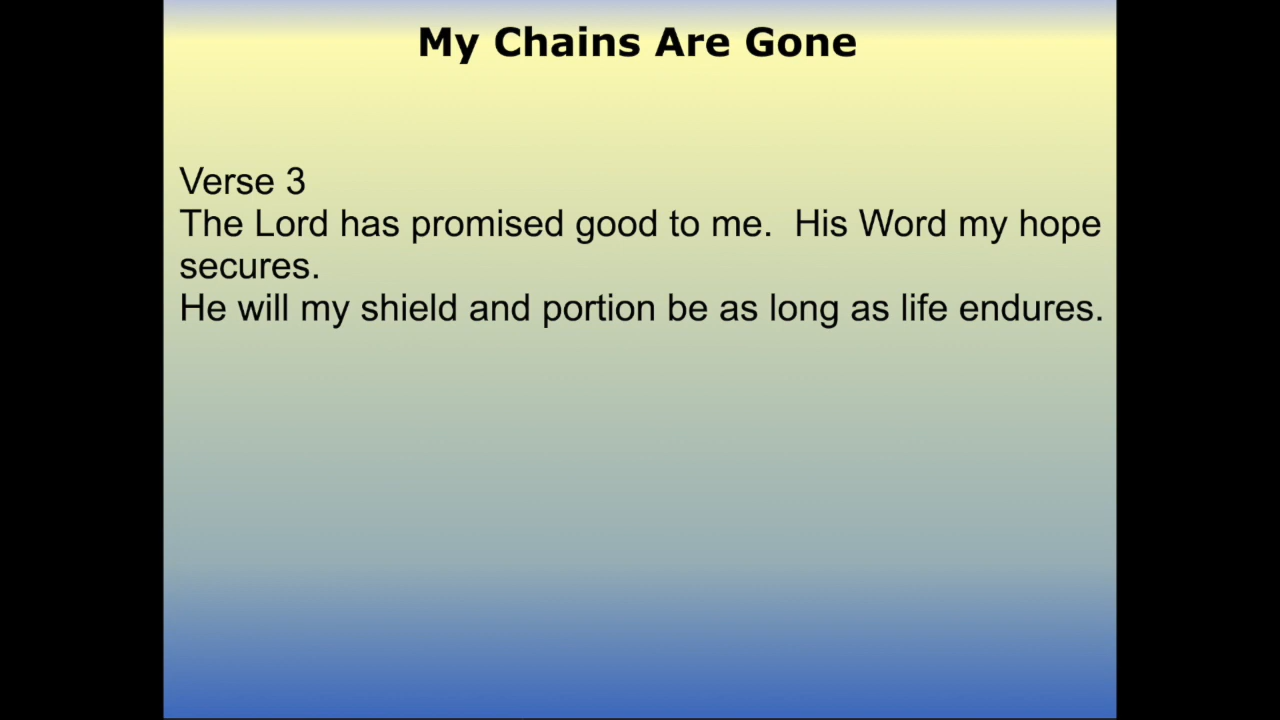 My Chains Are Gone
Verse 3
The Lord has promised good to me.  His Word my hope
secures.
He will my shield and portion be as long as life endures.